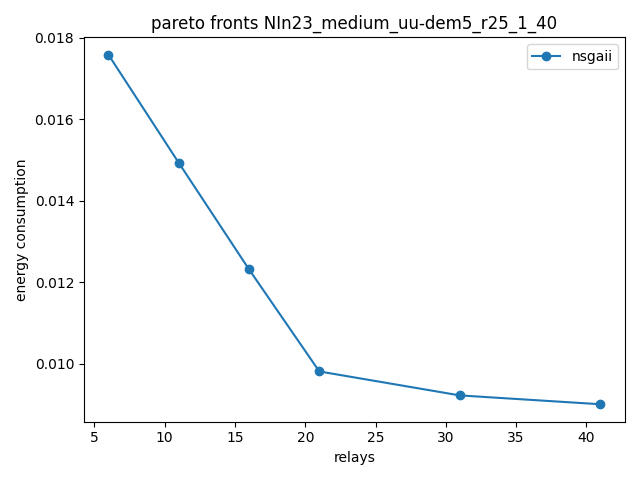 pareto fronts NIn23_medium_uu-dem5_r25_1_40
nsgaii
0.018
0.016
0.014
0.012
0.010
energy consumption
5 10 15 20 25 30 35 40
relays